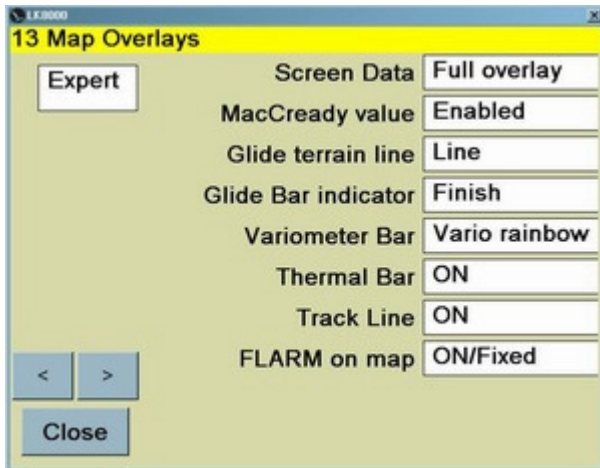 LK8000
13 Map Overlays
Expert
Screen Data Full overlay
MacCready value Enabled
Glide terrain line Line
Glide Bar indicator Finish
Variometer Bar Vario rainbow
Thermal Bar ON
Track Line ON
FLARM on map ON/Fixed
< >
Close